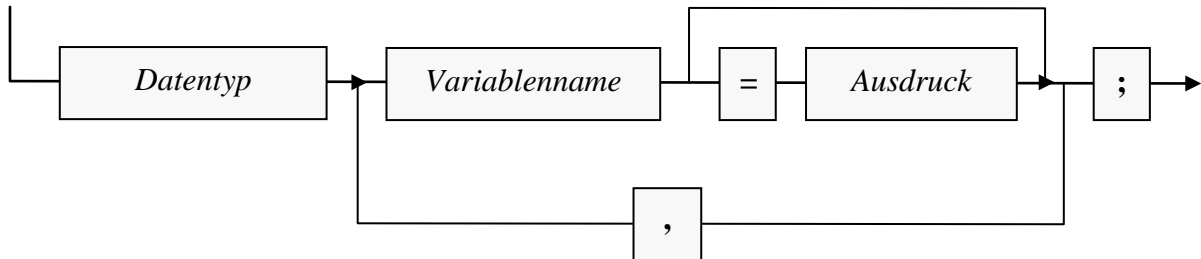 Datentyp Variablenname = Ausdruck ;
,